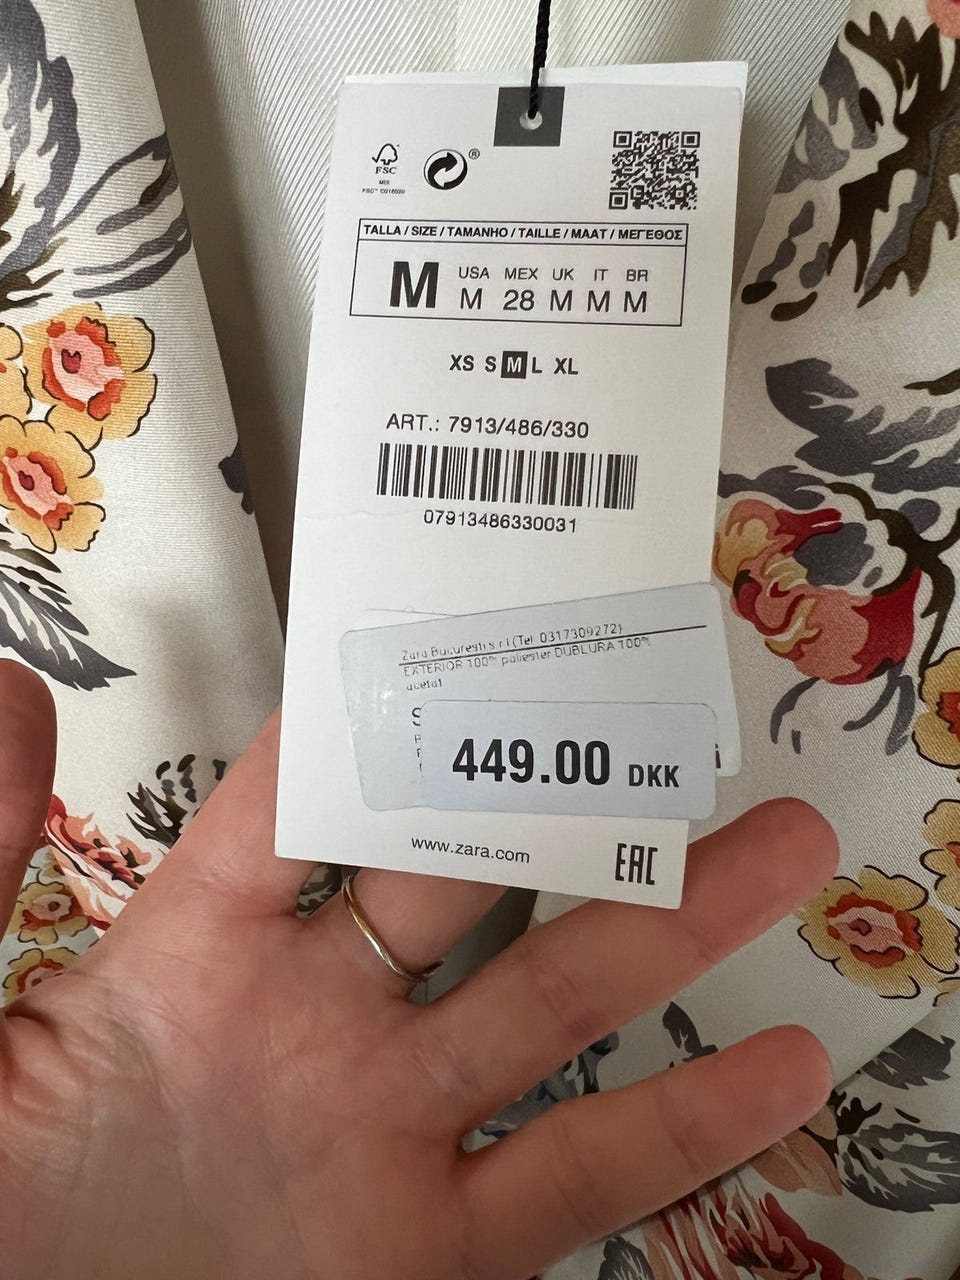 FSC
MIX
®
TALLA / SIZE / TAMANHO / TAILLE / MAAT / ΜΕΓΕΘΟΣ
M
USA MEX UK IT BR
M 28 M M M
XS S M L XL
ART.: 7913/486/330
07913486330031
Zara Bucuresti s r l (Tel 0317309272)
EXTERIOR 100% poliester DUBLURA 100%
acetat
449.00 DKK
www.zara.com
EAC